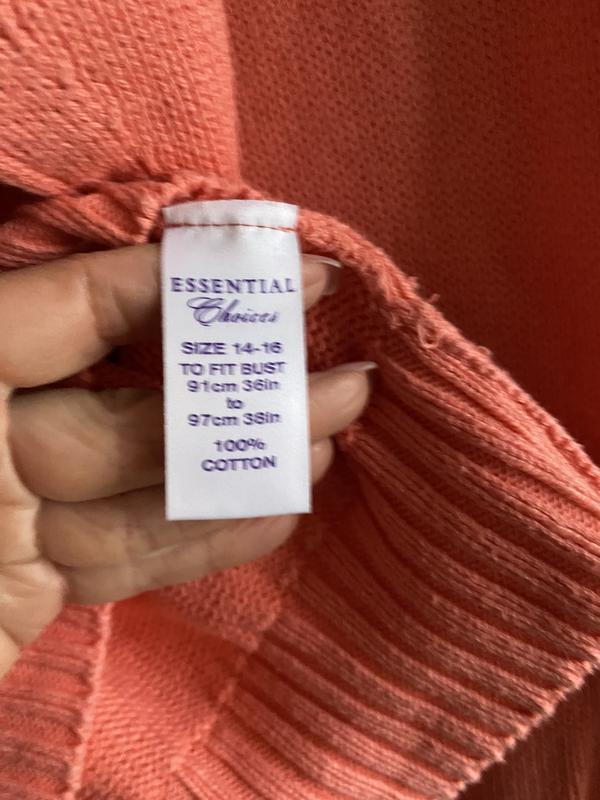 ESSENTIAL
Choices
SIZE 14-16
TO FIT BUST
91cm 36in
to
97cm 38in
100%
COTTON